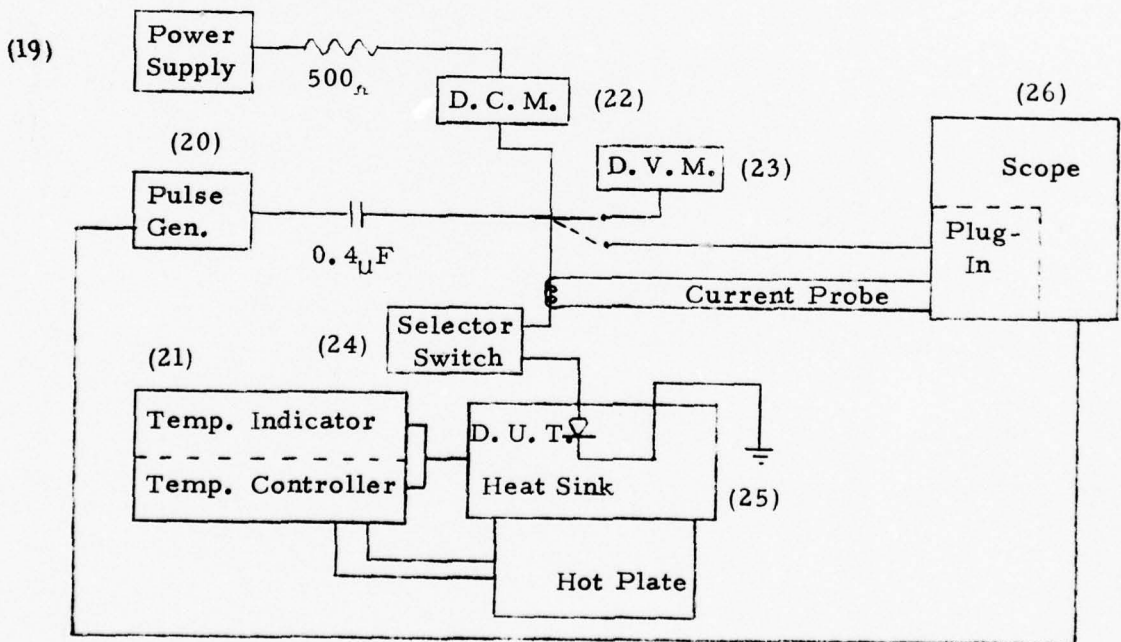 (19)
Power
Supply
500Ω
D. C. M.
(22)
(26)
Scope
(20)
Pulse
Gen.
0.4μF
D. V. M.
(23)
Plug-
In
Current Probe
Selector
Switch
(24)
(21)
Temp. Indicator
Temp. Controller
D. U. T.
Heat Sink
(25)
Hot Plate